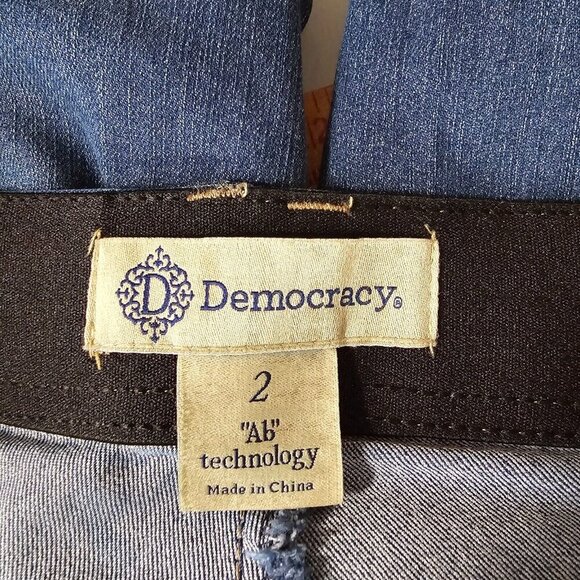 D Democracy®
2
"Ab"
technology
Made in China